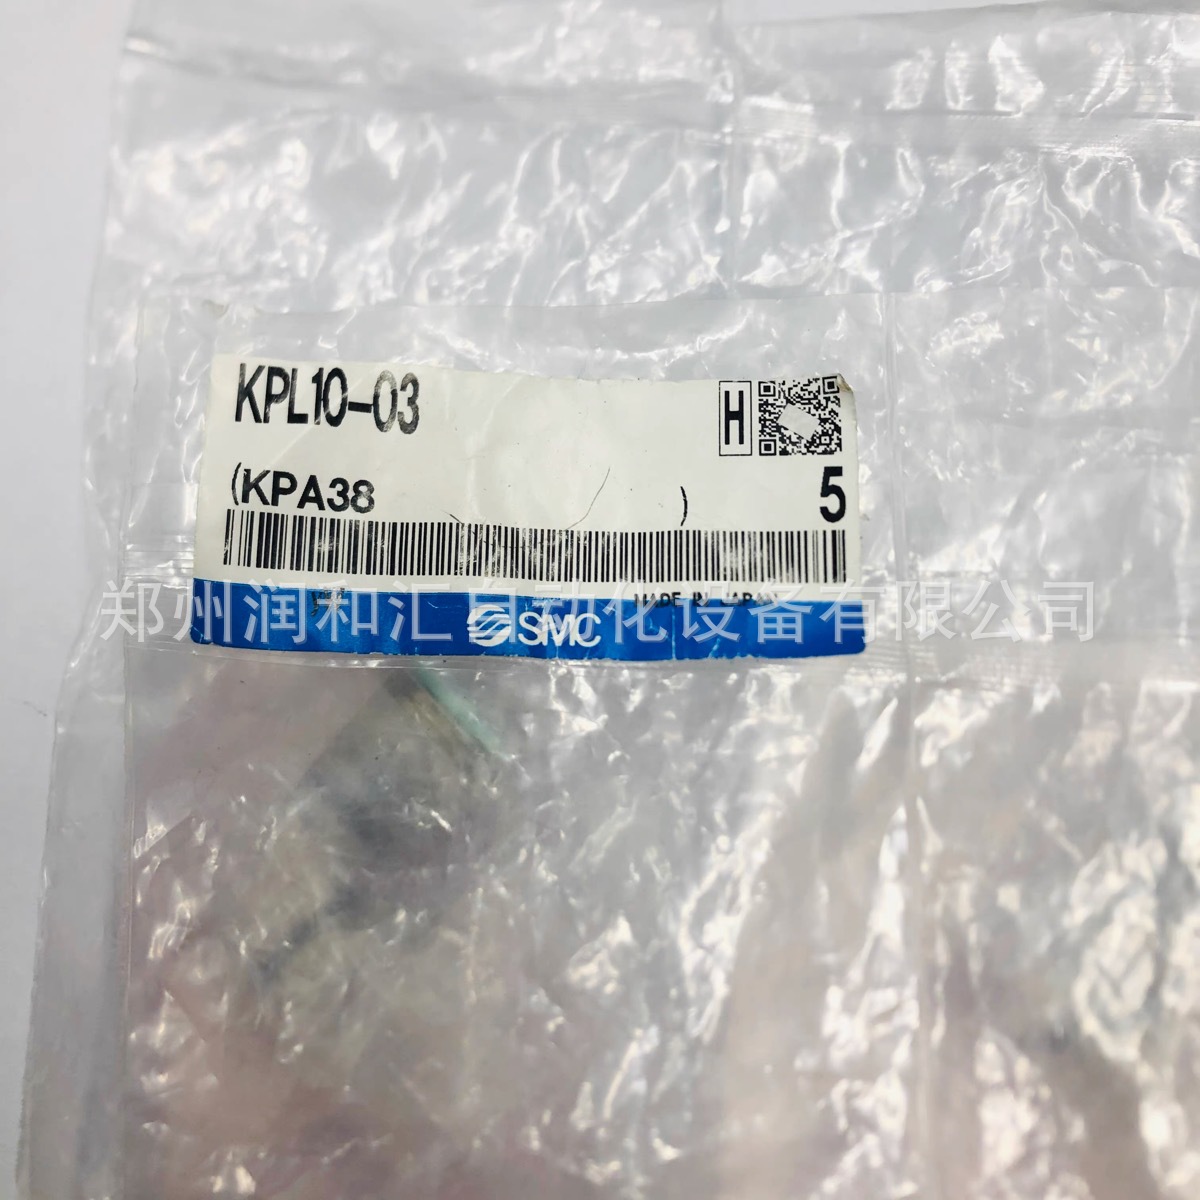 KPL10-03
H
(KPA38 )
5
MADE IN JAPAN
SMC
郑州润和汇自动化设备有限公司